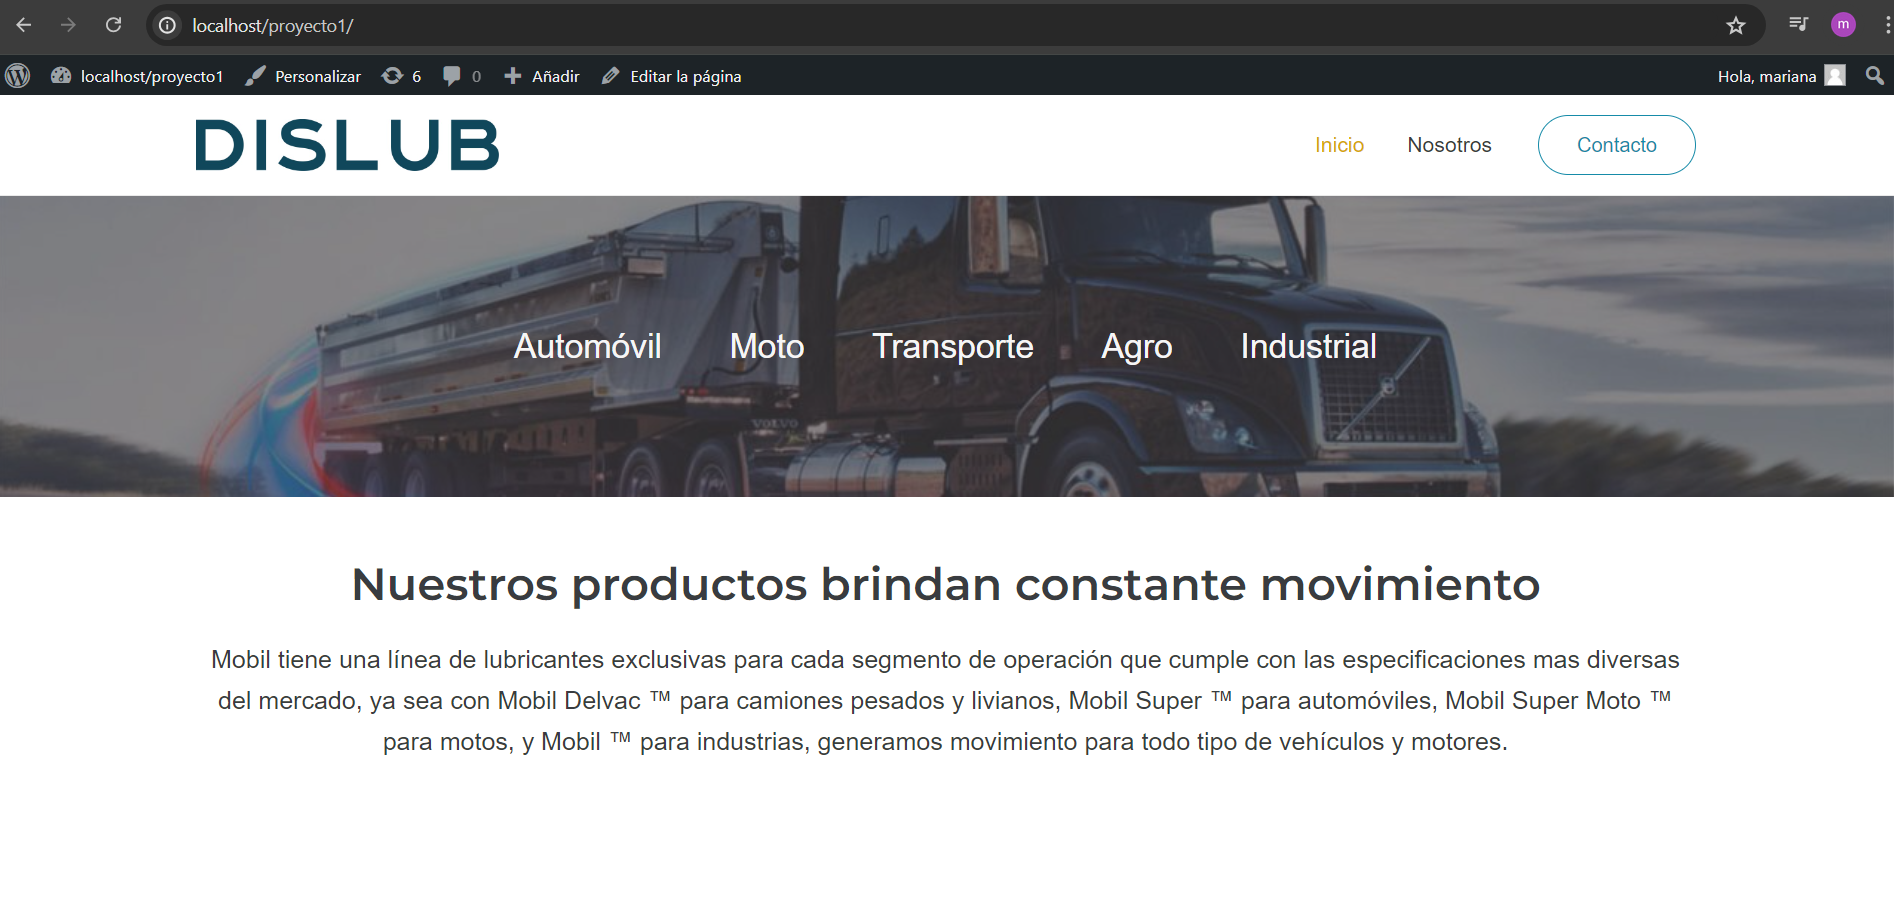 localhost/proyecto1/
localhost/proyecto1 Personalizar 6 0 Añadir Editar la página Hola, mariana
DISLUB Inicio Nosotros Contacto
Automóvil Moto Transporte Agro Industrial
VOLVO
Nuestros productos brindan constante movimiento
Mobil tiene una línea de lubricantes exclusivas para cada segmento de operación que cumple con las especificaciones mas diversas
del mercado, ya sea con Mobil Delvac ™ para camiones pesados y livianos, Mobil Super ™ para automóviles, Mobil Super Moto ™
para motos, y Mobil ™ para industrias, generamos movimiento para todo tipo de vehículos y motores.